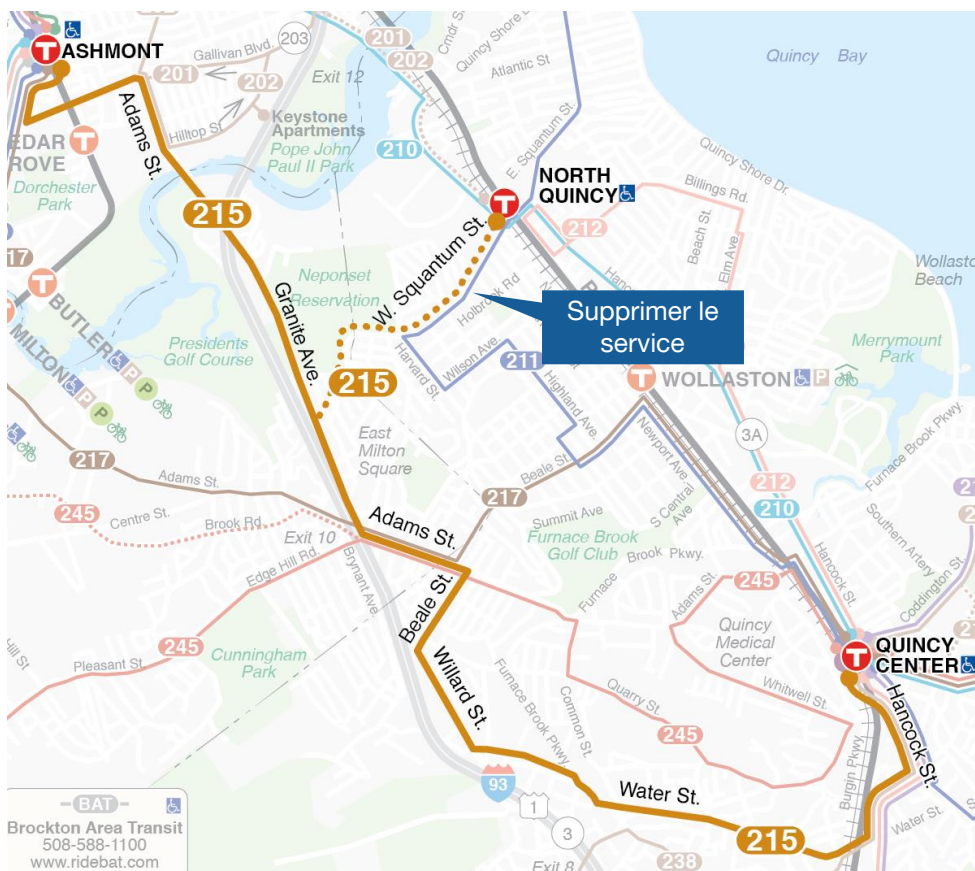 ASHMONT
201
202
Gallivan Blvd.
203
Exit 12
Hilltop St
Keystone
Apartments
Pope John
Paul II Park
201
202
Cmdr Shea
Quincy Shore Dr.
Atlantic St
E. Squantum St.
Quincy Bay
EDAR
ROVE
Dorchester
Park
Adams St.
215
210
NORTH
QUINCY
Quincy Shore Dr.
Billings Rd.
212
Beach St.
Elm Ave.
Wollaston
Beach
17
BUTLER
MILTON
P
P
P
P
Presidents
Golf Course
Neponset
Reservation
W. Squantum St.
Granite Ave.
215
Holbrook Rd
Harvard St.
Wilson Ave.
211
Highland Ave.
Supprimer le
service
WOLLASTON
P
Merrymount
Park
3A
Furnace Brook Pkwy.
East
Milton
Square
217
Adams St.
245
Centre St.
Brook Rd.
Exit 10
Edge Hill Rd.
Bryant Ave
Adams St.
217
Beale St.
Newport Ave.
S Central
Ave
Summit Ave
Furnace Brook
Golf Club
Brook Pkwy.
Furnace
212
210
Southern Artery
Hancock St.
Coddington St.
Adams St.
245
Quincy
Medical
Center
Whitwell St.
QUINCY
CENTER
Hancock St.
Hill St
Pleasant St.
245
Cunningham
Park
Beale St.
Willard St.
Furnace Brook Pkwy.
Common St.
Quarry St.
245
Burgin Pkwy
Water St.
Water St.
215
93
1
3
Exit 8
238
BAT
Brockton Area Transit
508-588-1100
www.ridebat.com